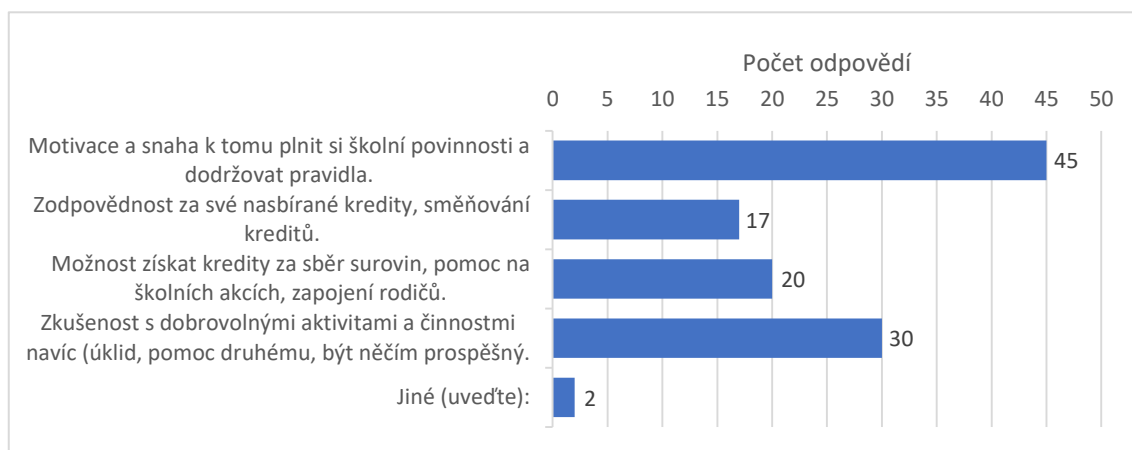 Počet odpovědí
0 5 10 15 20 25 30 35 40 45 50
Motivace a snaha k tomu plnit si školní povinnosti a
dodržovat pravidla.
45
Zodpovědnost za své nasbírané kredity, směňování
kreditů.
17
Možnost získat kredity za sběr surovin, pomoc na
školních akcích, zapojení rodičů.
20
Zkušenost s dobrovolnými aktivitami a činnostmi
navíc (úklid, pomoc druhému, být něčím prospěšný.
30
Jiné (uveďte):
2